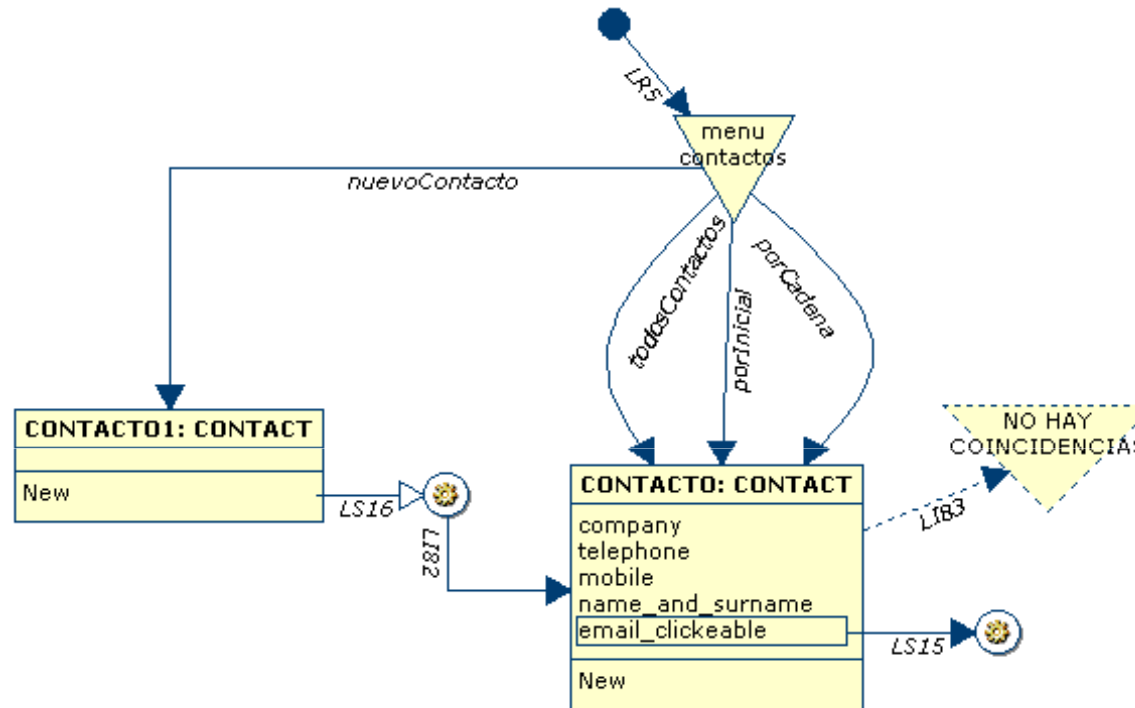 LR5
menu
contactos
nuevoContacto
todosContactos
porInicial
porCadena
CONTACTO1: CONTACT
New
LS16
LI82
CONTACTO: CONTACT
company
telephone
mobile
name_and_surname
email_clickeable
New
LI83
NO HAY
COINCIDENCIAS
LS15